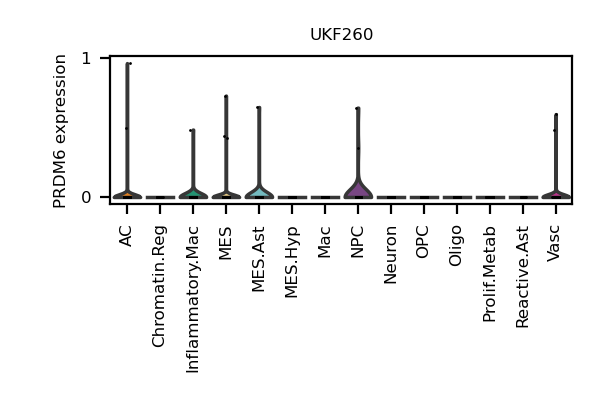 UKF260
PRDM6 expression
1
0
AC
Chromatin.Reg
Inflammatory.Mac
MES
MES.Ast
MES.Hyp
Mac
NPC
Neuron
OPC
Oligo
Prolif.Metab
Reactive.Ast
Vasc